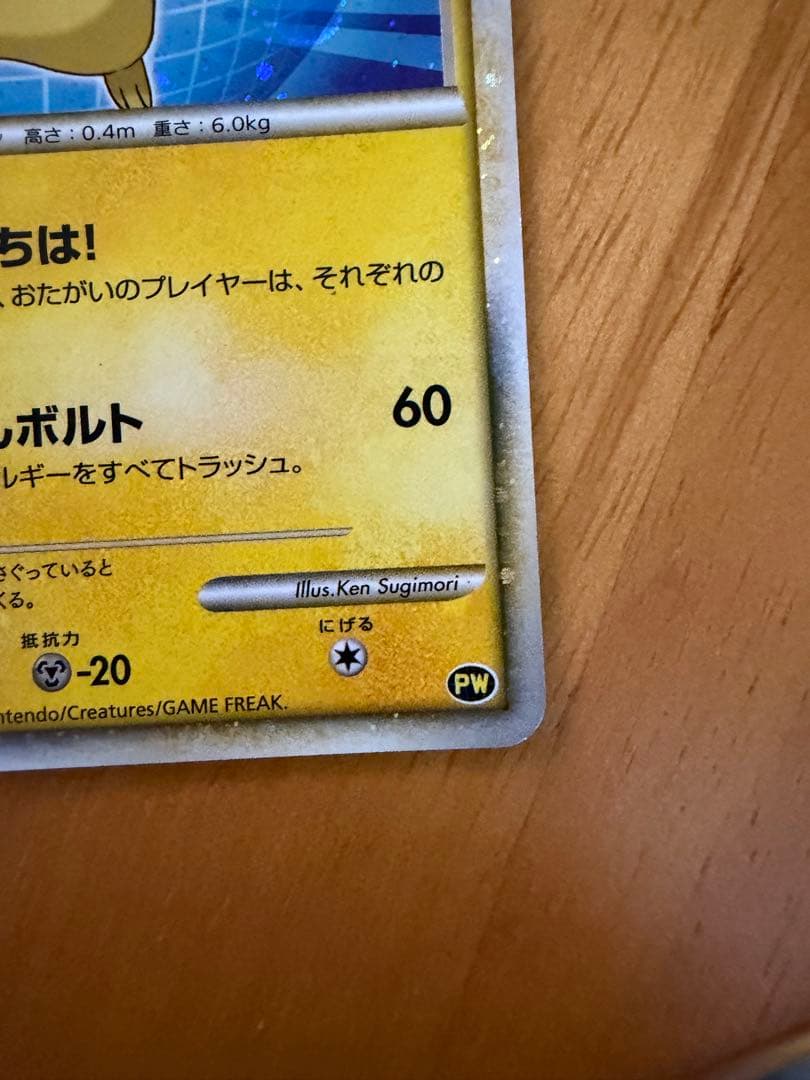 高さ：0.4m 重さ：6.0kg
ちは！
、おたがいのプレイヤーは、それぞれの
ボルト 60
ルギーをすべてトラッシュ。
さぐっていると
くる。
Illus.Ken Sugimori
抵抗力 にげる
-20
PW
ntendo/Creatures/GAME FREAK.